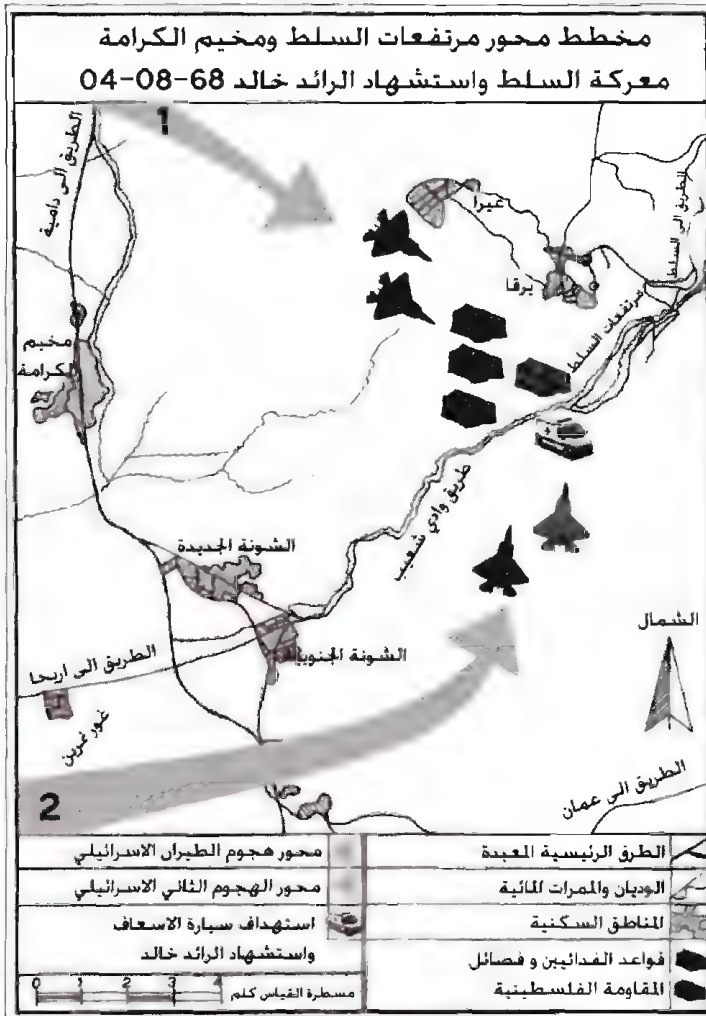 مخطط محور مرتفعات السلط ومخيم الكرامة
معركة السلط واستشهاد الرائد خالد 68-08-04
1
الطريق الى دامية
عيرا
يرقا
الطريق الى السلط
مرتفعات السلط
مخيم
الكرامة
طريق وادي شعيب
الشونة الجديدة
الشمال
الشونة الجنوبية
الطريق الى اريحا
غور نمرين
الطريق الى عمان
2
الطرق الرئيسية المعبدة
الوديان والممرات المائية
المناطق السكنية
قواعد الفدائيين و فصائل
المقاومة الفلسطينية
محور هجوم الطيران الاسرائيلي
محور الهجوم الثاني الاسرائيلي
استهداف سيارة الاسعاف
واستشهاد الرائد خالد
0 1 2 3 4 مسطرة القياس كلم